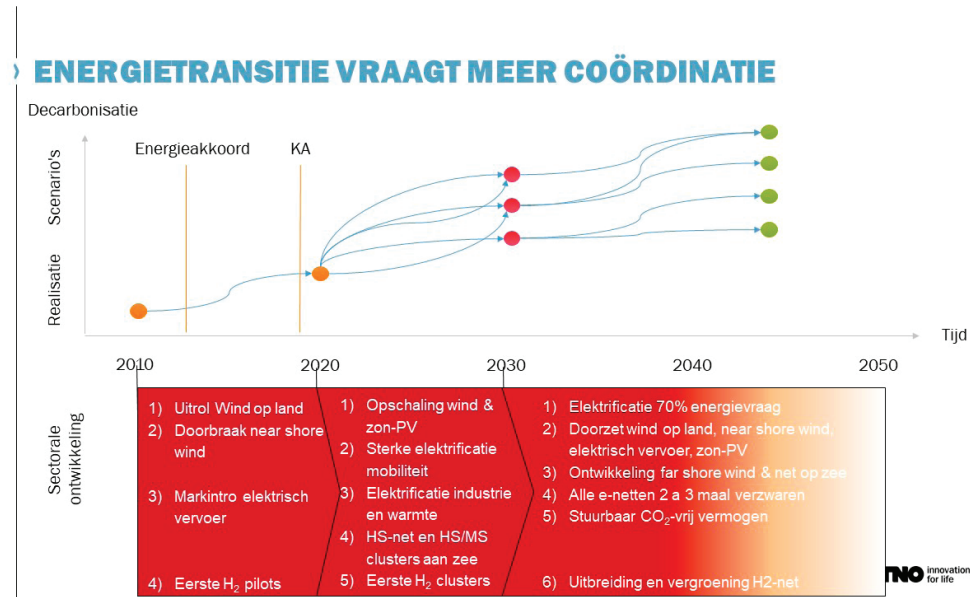 › ENERGIETRANSITIE VRAAGT MEER COÖRDINATIE
Decarbonisatie
Energieakkoord
KA
Scenario's
Realisatie
Tijd
2010
2020
2030
2040
2050
Sectorale
ontwikkeling
1) Uitrol Wind op land
2) Doorbraak near shore
wind
3) Markintro elektrisch
vervoer
4) Eerste H₂ pilots
1) Opschaling wind &
zon-PV
2) Sterke elektrificatie
mobiliteit
3) Elektrificatie industrie
en warmte
4) HS-net en HS/MS
clusters aan zee
5) Eerste H₂ clusters
1) Elektrificatie 70% energievraag
2) Doorzet wind op land, near shore wind,
elektrisch vervoer, zon-PV
3) Ontwikkeling far shore wind & net op zee
4) Alle e-netten 2 a 3 maal verzwaren
5) Stuurbaar CO₂-vrij vermogen
6) Uitbreiding en vergroening H2-net
TNO innovation
for life